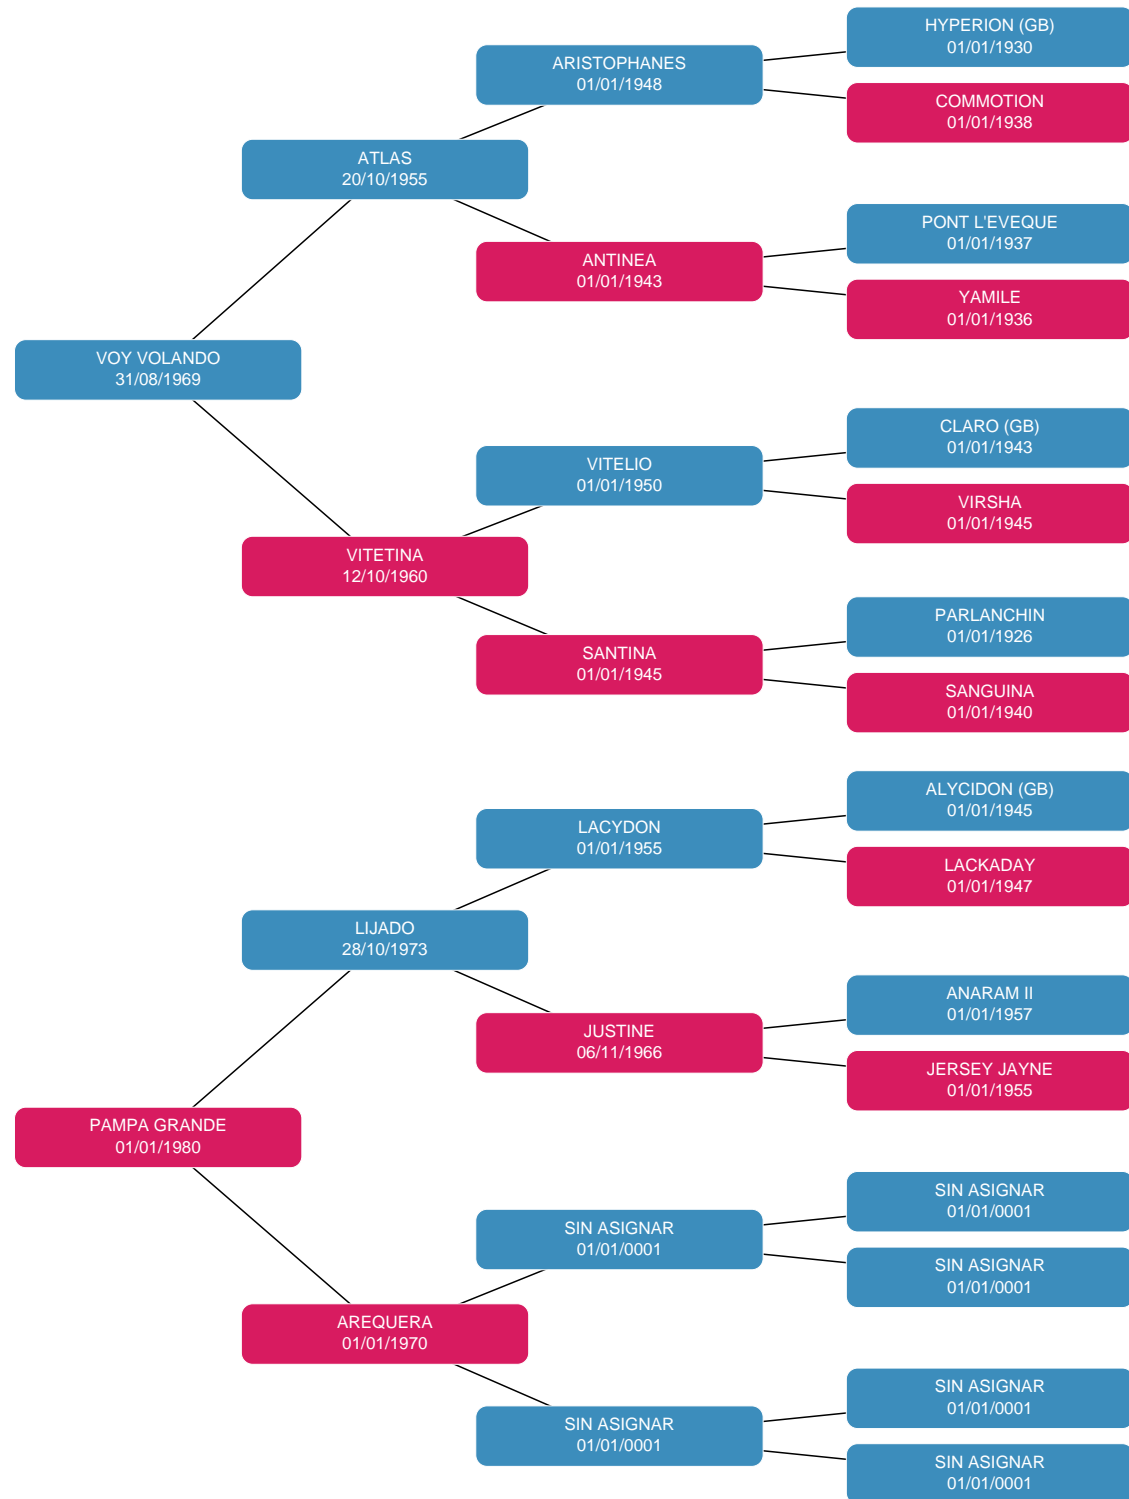 HYPERION (GB)
01/01/1930
ARISTOPHANES
01/01/1948
COMMOTION
01/01/1938
ATLAS
20/10/1955
PONT L'EVEQUE
01/01/1937
ANTINEA
01/01/1943
YAMILE
01/01/1936
VOY VOLANDO
31/08/1969
CLARO (GB)
01/01/1943
VITELIO
01/01/1950
VIRSHA
01/01/1945
VITETINA
12/10/1960
PARLANCHIN
01/01/1926
SANTINA
01/01/1945
SANGUINA
01/01/1940
ALYCIDON (GB)
01/01/1945
LACYDON
01/01/1955
LACKADAY
01/01/1947
LIJADO
28/10/1973
ANARAM II
01/01/1957
JUSTINE
06/11/1966
JERSEY JAYNE
01/01/1955
PAMPA GRANDE
01/01/1980
SIN ASIGNAR
01/01/0001
SIN ASIGNAR
01/01/0001
SIN ASIGNAR
01/01/0001
AREQUERA
01/01/1970
SIN ASIGNAR
01/01/0001
SIN ASIGNAR
01/01/0001
SIN ASIGNAR
01/01/0001